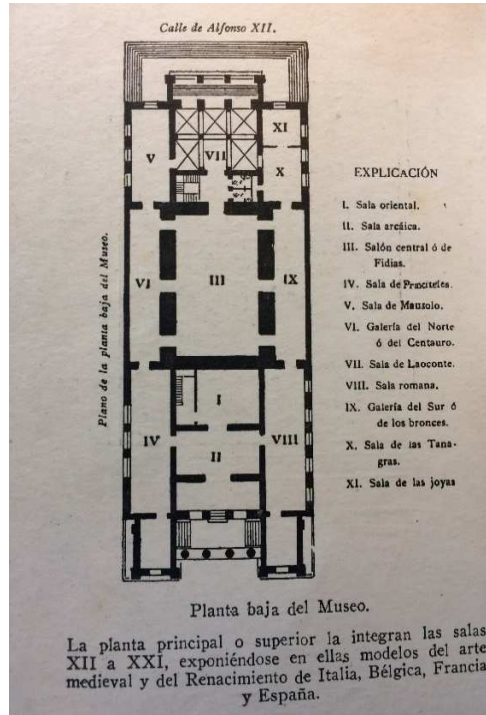 Calle de Alfonso XII.
Plano de la planta baja del Museo.
XI
V
VII
X
VI
III
IX
I
IV
VIII
II
EXPLICACIÓN
I. Sala oriental.
II. Sala arcáica.
III. Salón central ó de
Fidias.
IV. Sala de Praxiteles.
V. Sala de Mausolo.
VI. Galería del Norte
ó del Centauro.
VII. Sala de Laoconte.
VIII. Sala romana.
IX. Galería del Sur ó
de los bronces.
X. Sala de las Tana-
gras.
XI. Sala de las joyas
Planta baja del Museo.
La planta principal o superior la integran las salas
XII a XXI, exponiéndose en ellas modelos del arte
medieval y del Renacimiento de Italia, Bélgica, Francia
y España.